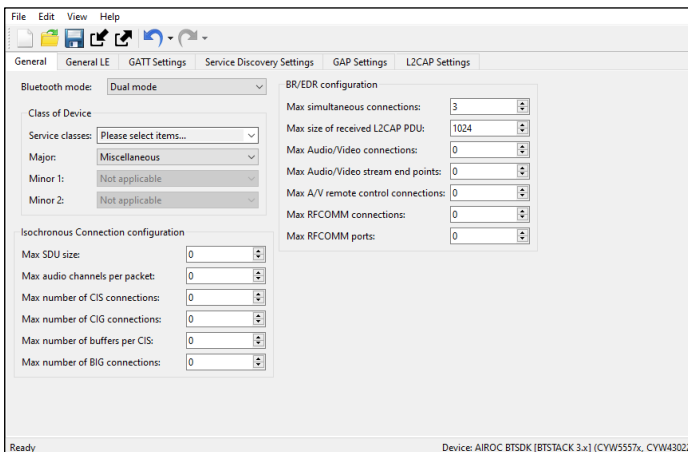 File Edit View Help
General General LE GATT Settings Service Discovery Settings GAP Settings L2CAP Settings
Bluetooth mode: Dual mode
Class of Device
Service classes: Please select items...
Major: Miscellaneous
Minor 1: Not applicable
Minor 2: Not applicable
Isochronous Connection configuration
Max SDU size: 0
Max audio channels per packet: 0
Max number of CIS connections: 0
Max number of CIG connections: 0
Max number of buffers per CIS: 0
Max number of BIG connections: 0
BR/EDR configuration
Max simultaneous connections: 3
Max size of received L2CAP PDU: 1024
Max Audio/Video connections: 0
Max Audio/Video stream end points: 0
Max A/V remote control connections: 0
Max RFCOMM connections: 0
Max RFCOMM ports: 0
Ready Device: AIROC BTSDK [BTSTACK 3.x] (CYW5557x, CYW4302